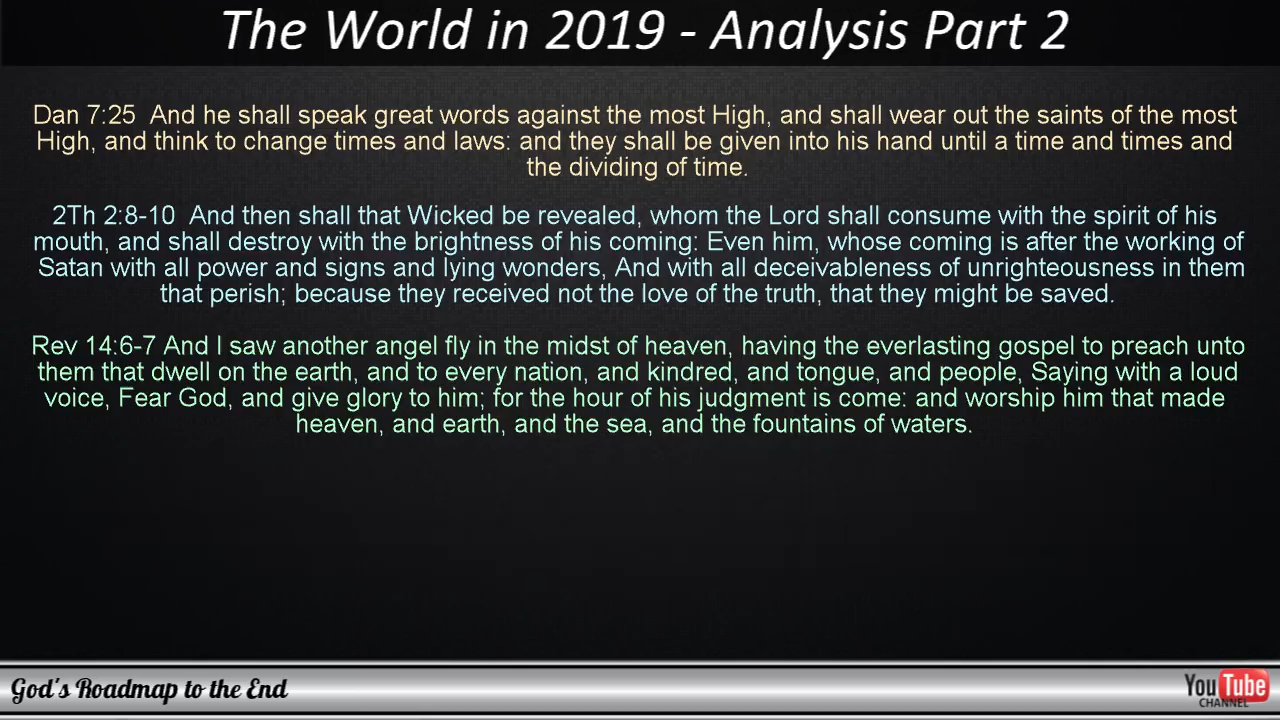 The World in 2019 - Analysis Part 2
Dan 7:25  And he shall speak great words against the most High, and shall wear out the saints of the most
High, and think to change times and laws: and they shall be given into his hand until a time and times and
the dividing of time.
2Th 2:8-10  And then shall that Wicked be revealed, whom the Lord shall consume with the spirit of his
mouth, and shall destroy with the brightness of his coming: Even him, whose coming is after the working of
Satan with all power and signs and lying wonders, And with all deceivableness of unrighteousness in them
that perish; because they received not the love of the truth, that they might be saved.
Rev 14:6-7 And I saw another angel fly in the midst of heaven, having the everlasting gospel to preach unto
them that dwell on the earth, and to every nation, and kindred, and tongue, and people, Saying with a loud
voice, Fear God, and give glory to him; for the hour of his judgment is come: and worship him that made
heaven, and earth, and the sea, and the fountains of waters.
God's Roadmap to the End
YouTube
CHANNEL